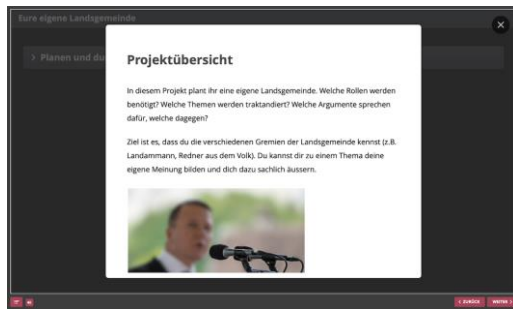 Eure eigene Landsgemeinde
Planen und du
Projektübersicht
In diesem Projekt plant ihr eine eigene Landsgemeinde. Welche Rollen werden
benötigt? Welche Themen werden traktandiert? Welche Argumente sprechen
dafür, welche dagegen?
Ziel ist es, dass du die verschiedenen Gremien der Landsgemeinde kennst (z.B.
Landammann, Redner aus dem Volk). Du kannst dir zu einem Thema deine
eigene Meinung bilden und dich dazu sachlich äussern.
ZURÜCK WEITER